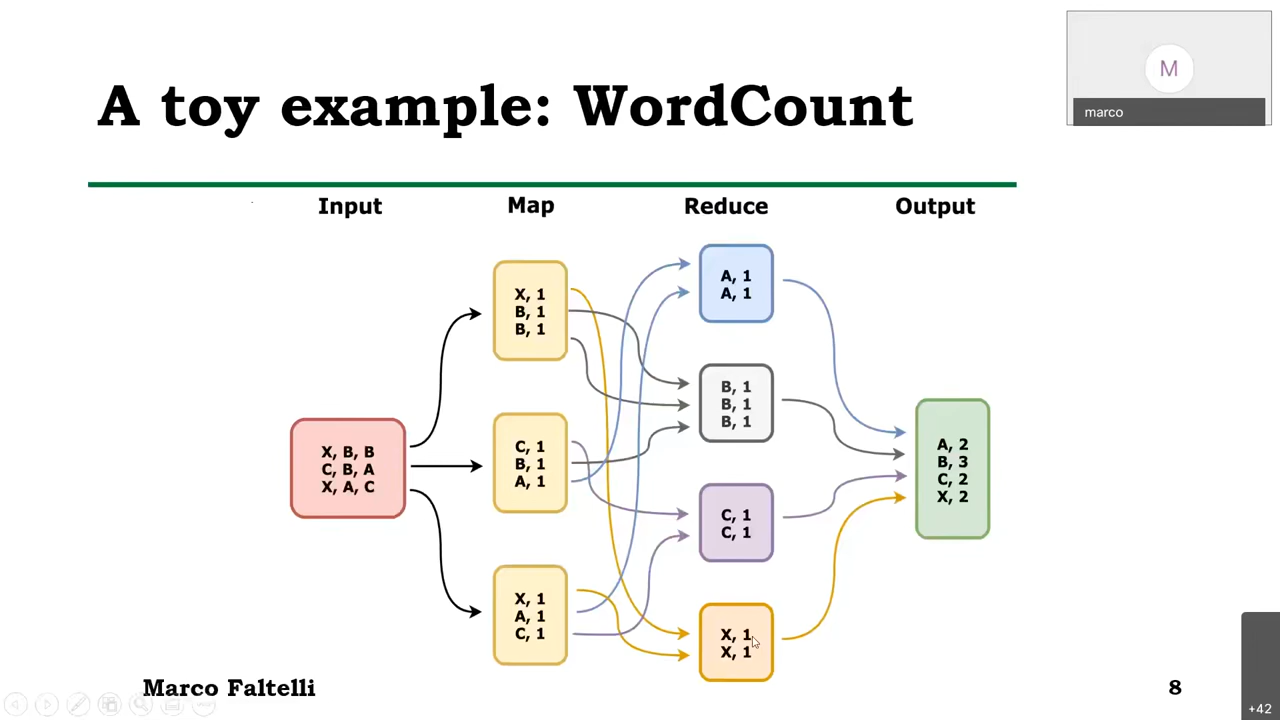 A toy example: WordCount
M
marco
Input
Map
Reduce
Output
X, B, B
C, B, A
X, A, C
X, 1
B, 1
B, 1
C, 1
B, 1
A, 1
X, 1
A, 1
C, 1
A, 1
A, 1
B, 1
B, 1
B, 1
C, 1
C, 1
X, 1
X, 1
A, 2
B, 3
C, 2
X, 2
Marco Faltelli
8
+42